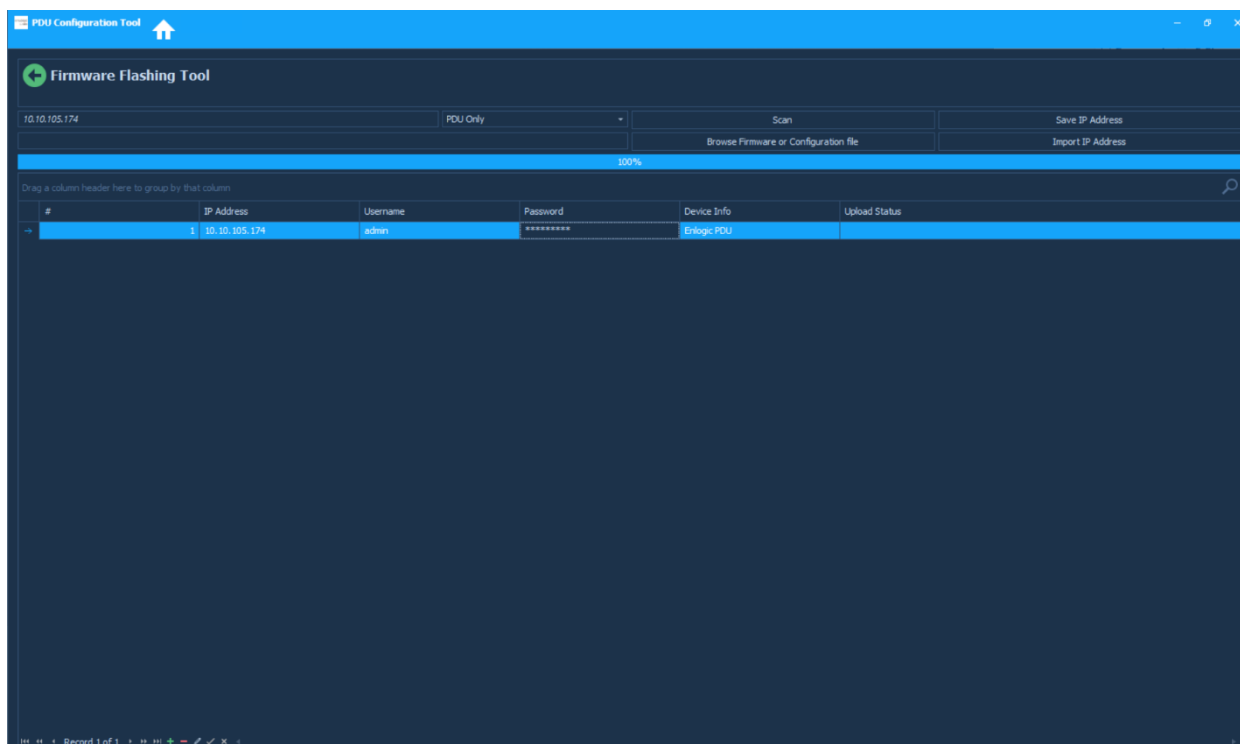 PDU Configuration Tool
Firmware Flashing Tool
10.10.105.174 PDU Only Scan Save IP Address
Browse Firmware or Configuration file Import IP Address
100%
Drag a column header here to group by that column
# IP Address Username Password Device Info Upload Status
1 10.10.105.174 admin ********* Enlogic PDU
Record 1 of 1